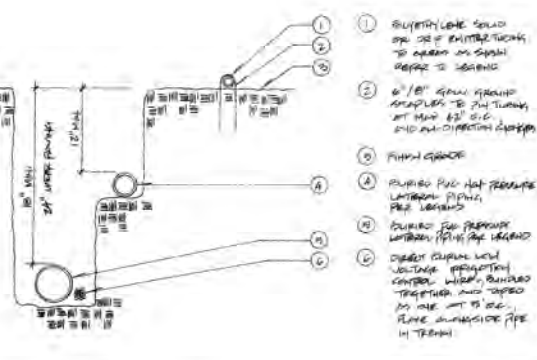 1
2
3
4
5
6
12" MIN
18" MIN
24" UNDER PAVING
1 POLYETHYLENE SOLID
OR DRIP EMITTER TUBING
TO GRADE AS SHOWN
REFER TO LEGEND
2 6"/8" GALV. GROUND
STAPLES TO PIN TUBING
AT MAX O.C.
AND ALL DIRECTION CHANGES
3 FINISH GRADE
4 BURIED PVC NON PRESSURE
LATERAL PIPING
PER LEGEND
5 BURIED PVC PRESSURE
LATERAL PIPING PER LEGEND
6 DIRECT BURIAL LOW
VOLTAGE IRRIGATION
CONTROL WIRES, BUNDLED
TOGETHER AND TAPED
AS ONE AT O.C.,
PLACE ALONGSIDE PIPE
IN TRENCH